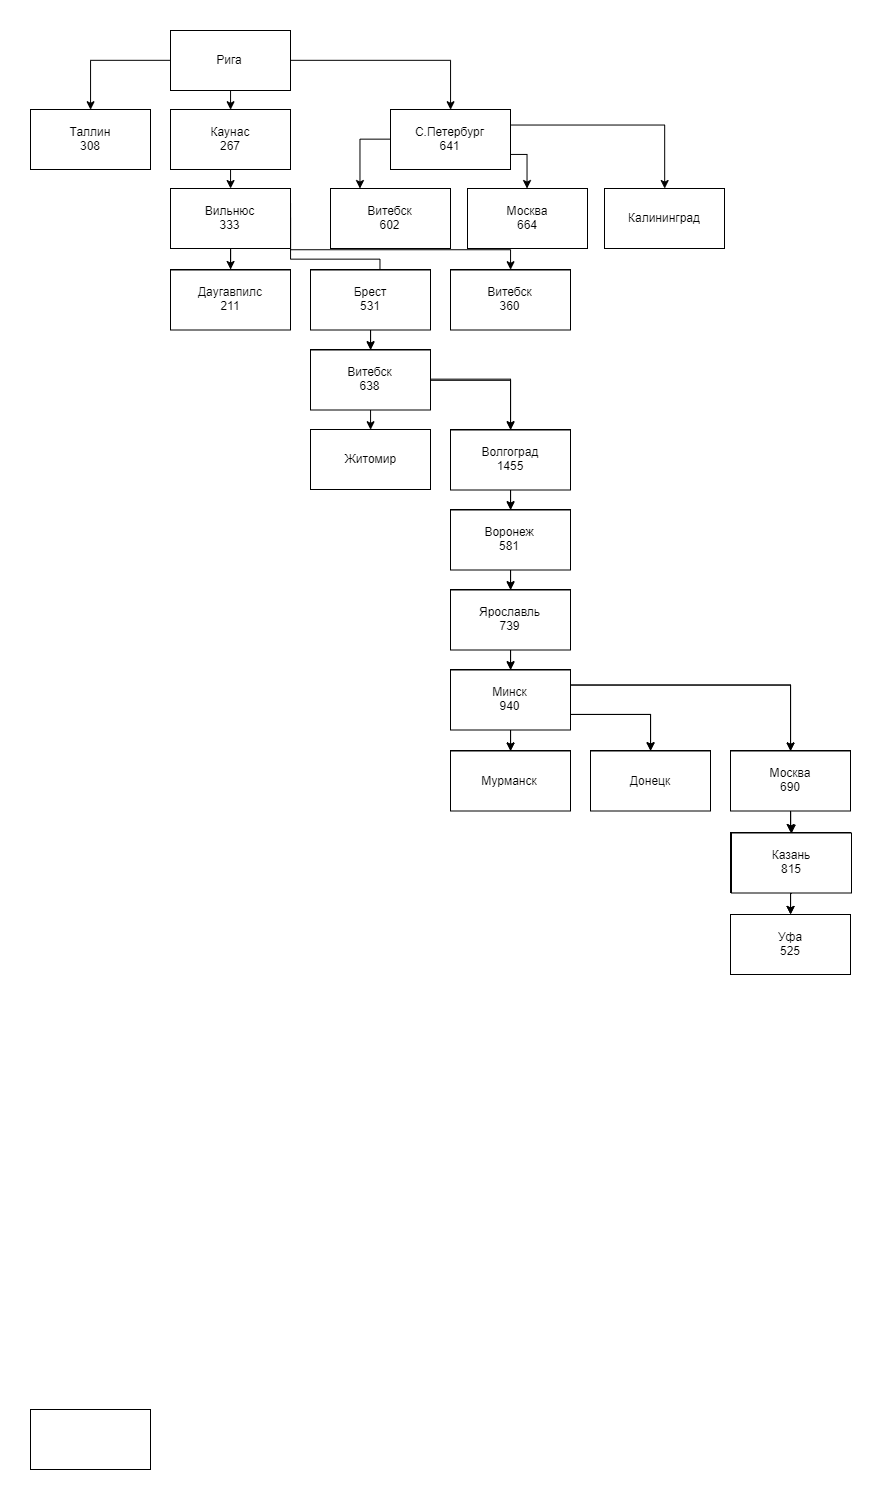 Рига
Таллин
308
Каунас
267
С.Петербург
641
Вильнюс
333
Витебск
602
Москва
664
Калининград
Даугавпилс
211
Брест
531
Витебск
360
Витебск
638
Житомир
Волгоград
1455
Воронеж
581
Ярославль
739
Минск
940
Мурманск
Донецк
Москва
690
Казань
815
Уфа
525